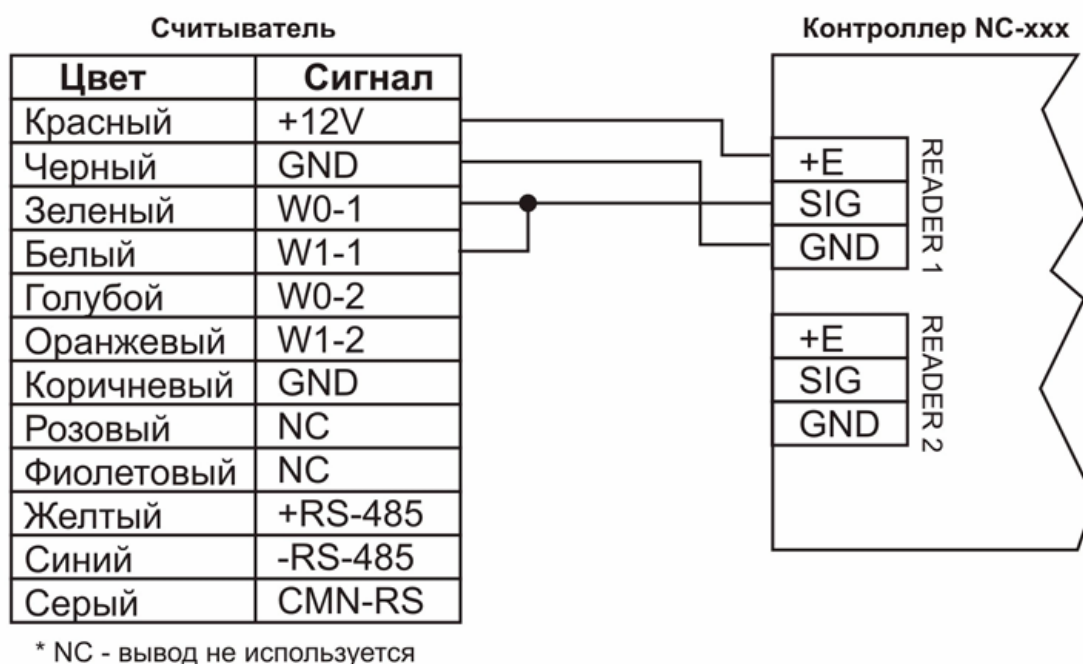 Считыватель
Цвет Сигнал
Красный +12V
Черный GND
Зеленый W0-1
Белый W1-1
Голубой W0-2
Оранжевый W1-2
Коричневый GND
Розовый NC
Фиолетовый NC
Желтый +RS-485
Синий -RS-485
Серый CMN-RS
* NC - вывод не используется
Контроллер NC-xxx
+E
SIG
GND
READER 1
+E
SIG
GND
READER 2